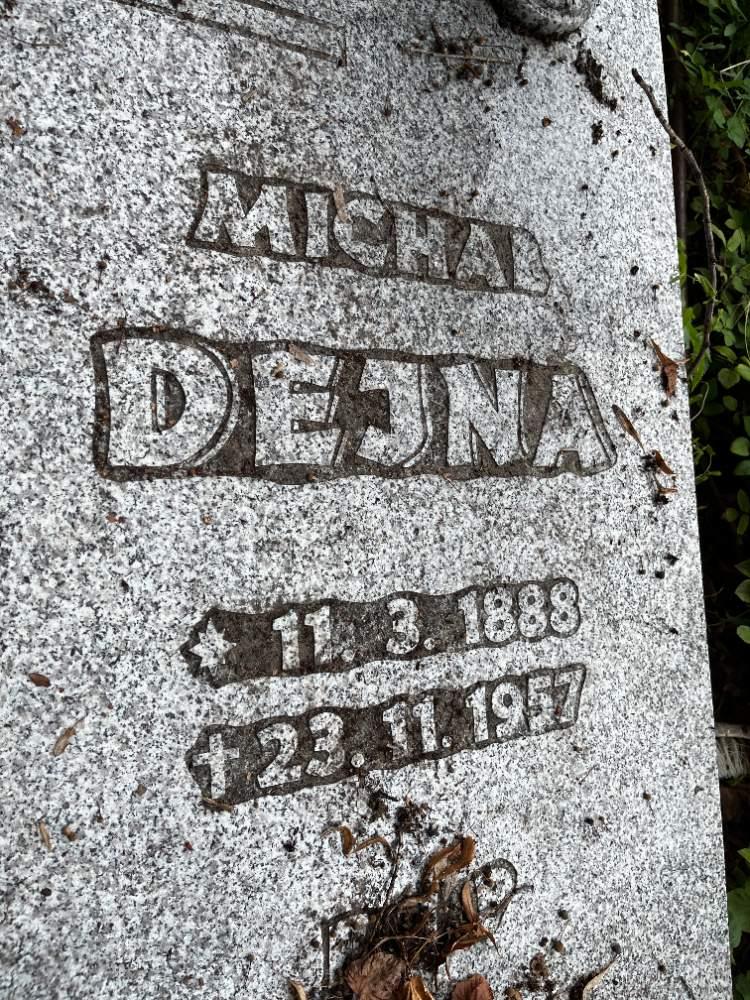 MICHAL
DEJNA
* 11. 3. 1888
† 23. 11. 1957